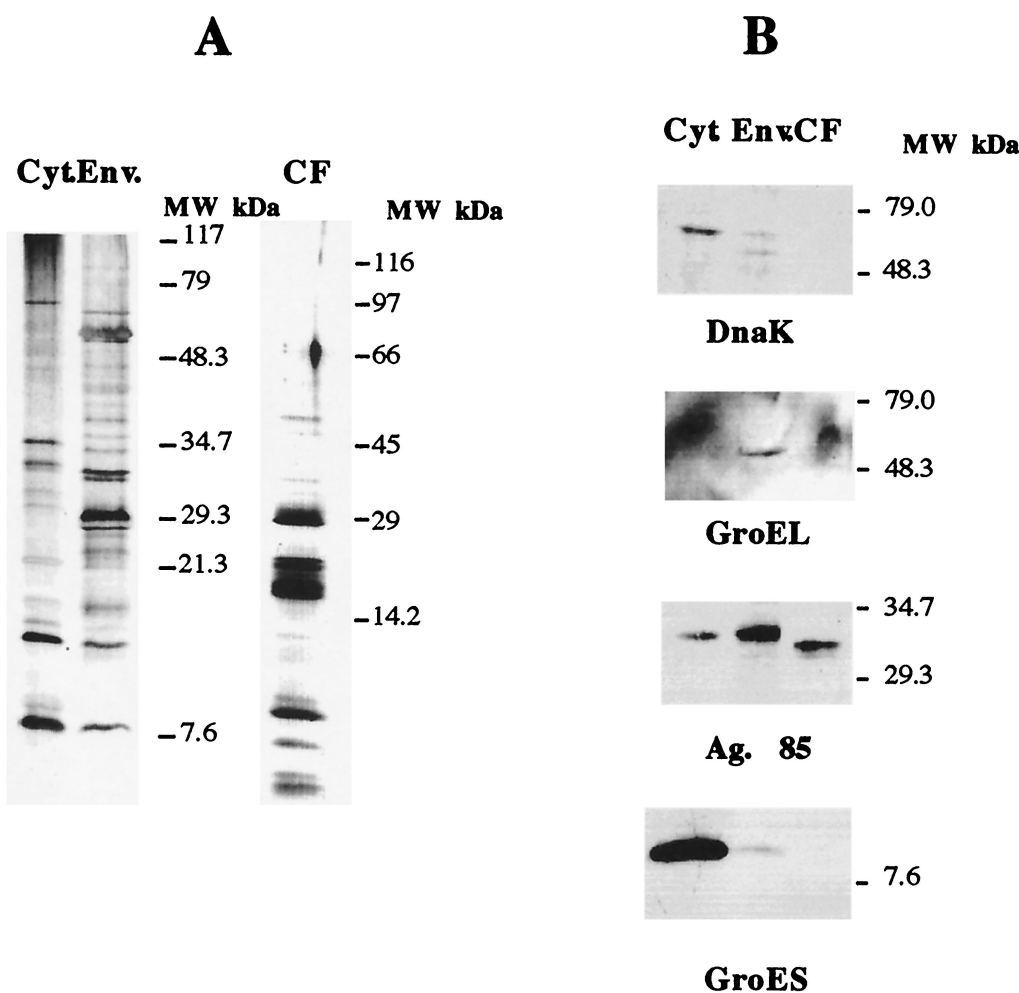 A
Cyt.Env.
MW kDa
117
79
48.3
34.7
29.3
21.3
7.6
CF
MW kDa
116
97
66
45
29
14.2
B
Cyt Env.CF
MW kDa
79.0
48.3
DnaK
79.0
48.3
GroEL
34.7
29.3
Ag. 85
7.6
GroES